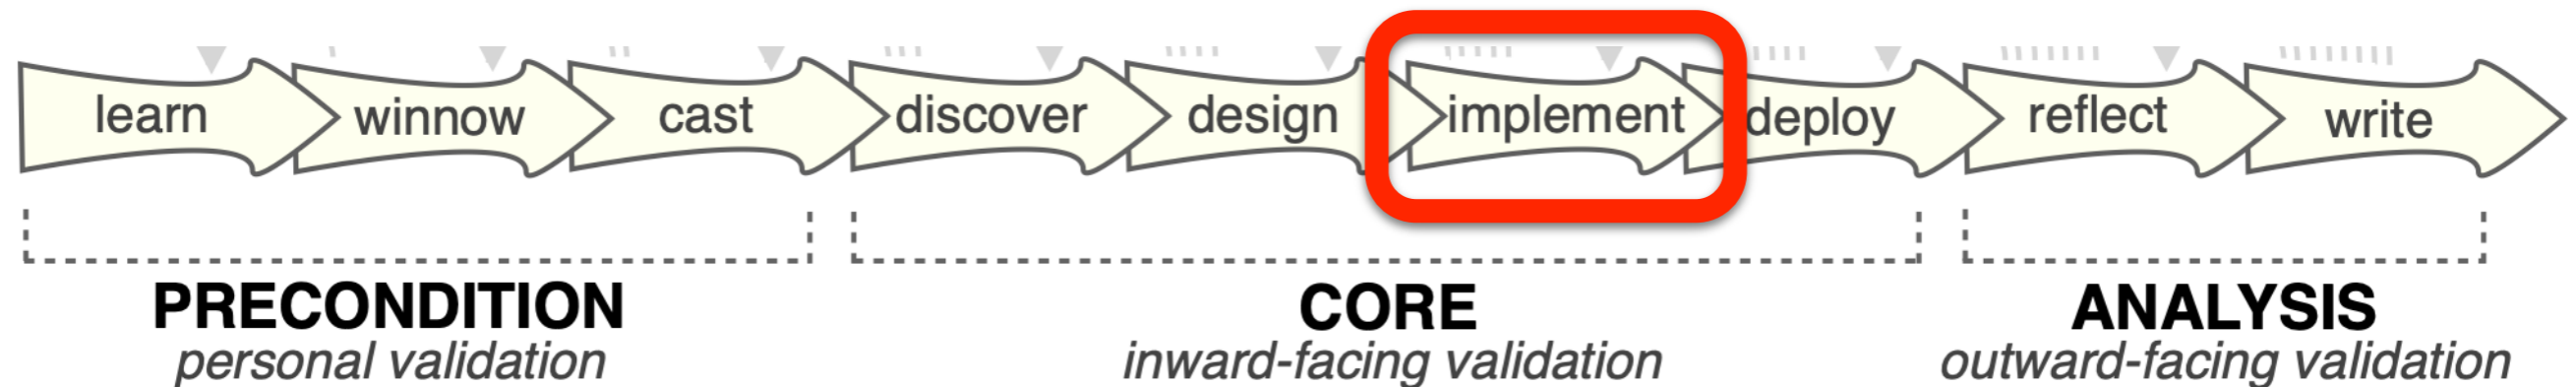 learn winnow cast discover design implement deploy reflect write
PRECONDITION CORE ANALYSIS
personal validation inward-facing validation outward-facing validation